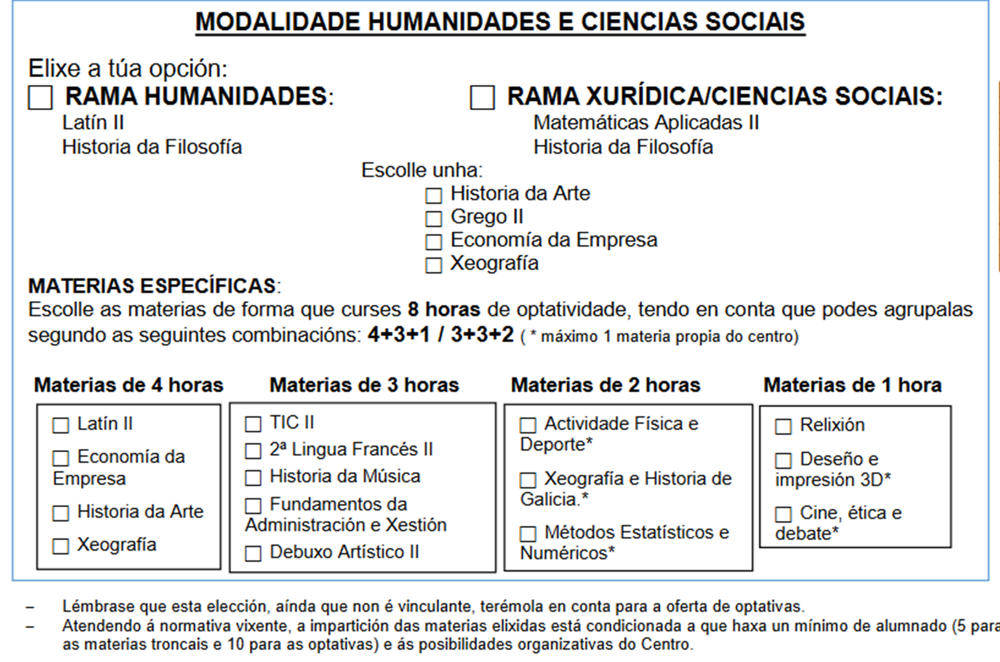 MODALIDADE HUMANIDADES E CIENCIAS SOCIAIS
Elixe a túa opción:
RAMA HUMANIDADES:
Latín II
Historia da Filosofía
RAMA XURÍDICA/CIENCIAS SOCIAIS:
Matemáticas Aplicadas II
Historia da Filosofía
Escolle unha:
Historia da Arte
Grego II
Economía da Empresa
Xeografía
MATERIAS ESPECÍFICAS:
Escolle as materias de forma que curses 8 horas de optatividade, tendo en conta que podes agrupalas
segundo as seguintes combinacións: 4+3+1 / 3+3+2 ( * máximo 1 materia propia do centro)
Materias de 4 horas
Latín II
Economía da
Empresa
Historia da Arte
Xeografía
Materias de 3 horas
TIC II
2ª Lingua Francés II
Historia da Música
Fundamentos da
Administración e Xestión
Debuxo Artístico II
Materias de 2 horas
Actividade Física e
Deporte*
Xeografía e Historia de
Galicia.*
Métodos Estatísticos e
Numéricos*
Materias de 1 hora
Relixión
Deseño e
impresión 3D*
Cine, ética e
debate*
– Lémbrase que esta elección, aínda que non é vinculante, terémola en conta para a oferta de optativas.
– Atendendo á normativa vixente, a impartición das materias elixidas está condicionada a que haxa un mínimo de alumnado (5 para
as materias troncais e 10 para as optativas) e ás posibilidades organizativas do Centro.